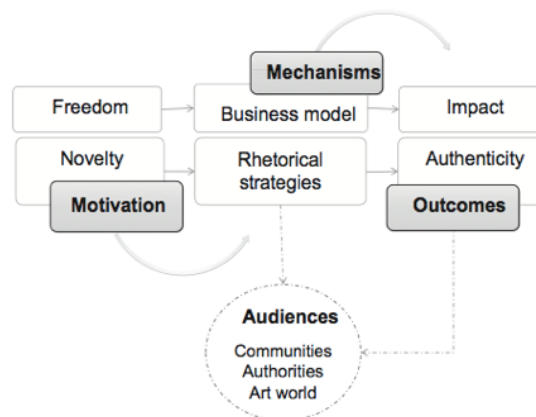 Mechanisms
Freedom
Business model
Impact
Novelty
Rhetorical
strategies
Authenticity
Motivation
Outcomes
Audiences
Communities
Authorities
Art world